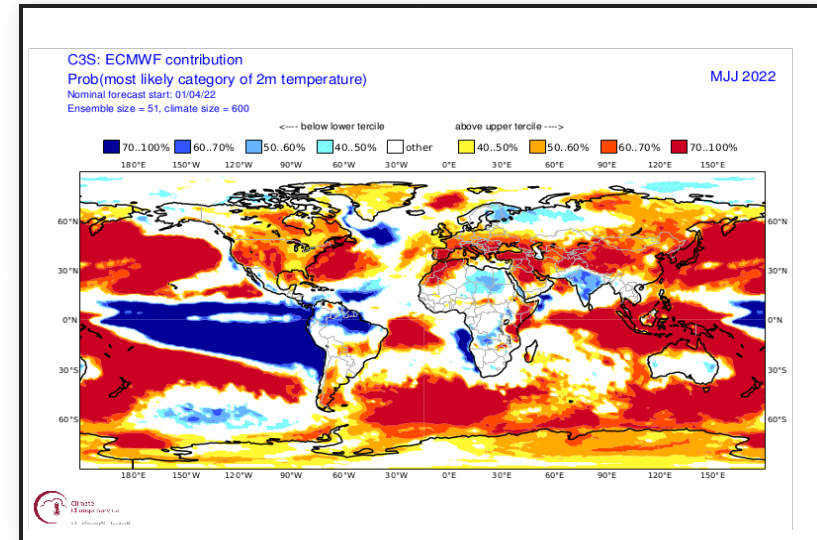 C3S: ECMWF contribution
Prob(most likely category of 2m temperature)
MJJ 2022
Nominal forecast start: 01/04/22
Ensemble size = 51, climate size = 600
<---- below lower tercile above upper tercile ---->
70..100% 60..70% 50..60% 40..50% other 40..50% 50..60% 60..70% 70..100%
180°E 150°W 120°W 90°W 60°W 30°W 0°E 30°E 60°E 90°E 120°E 150°E
60°N 60°N
30°N 30°N
0°N 0°N
30°S 30°S
60°S 60°S
180°E 150°W 120°W 90°W 60°W 30°W 0°E 30°E 60°E 90°E 120°E 150°E
Climate
Change Service